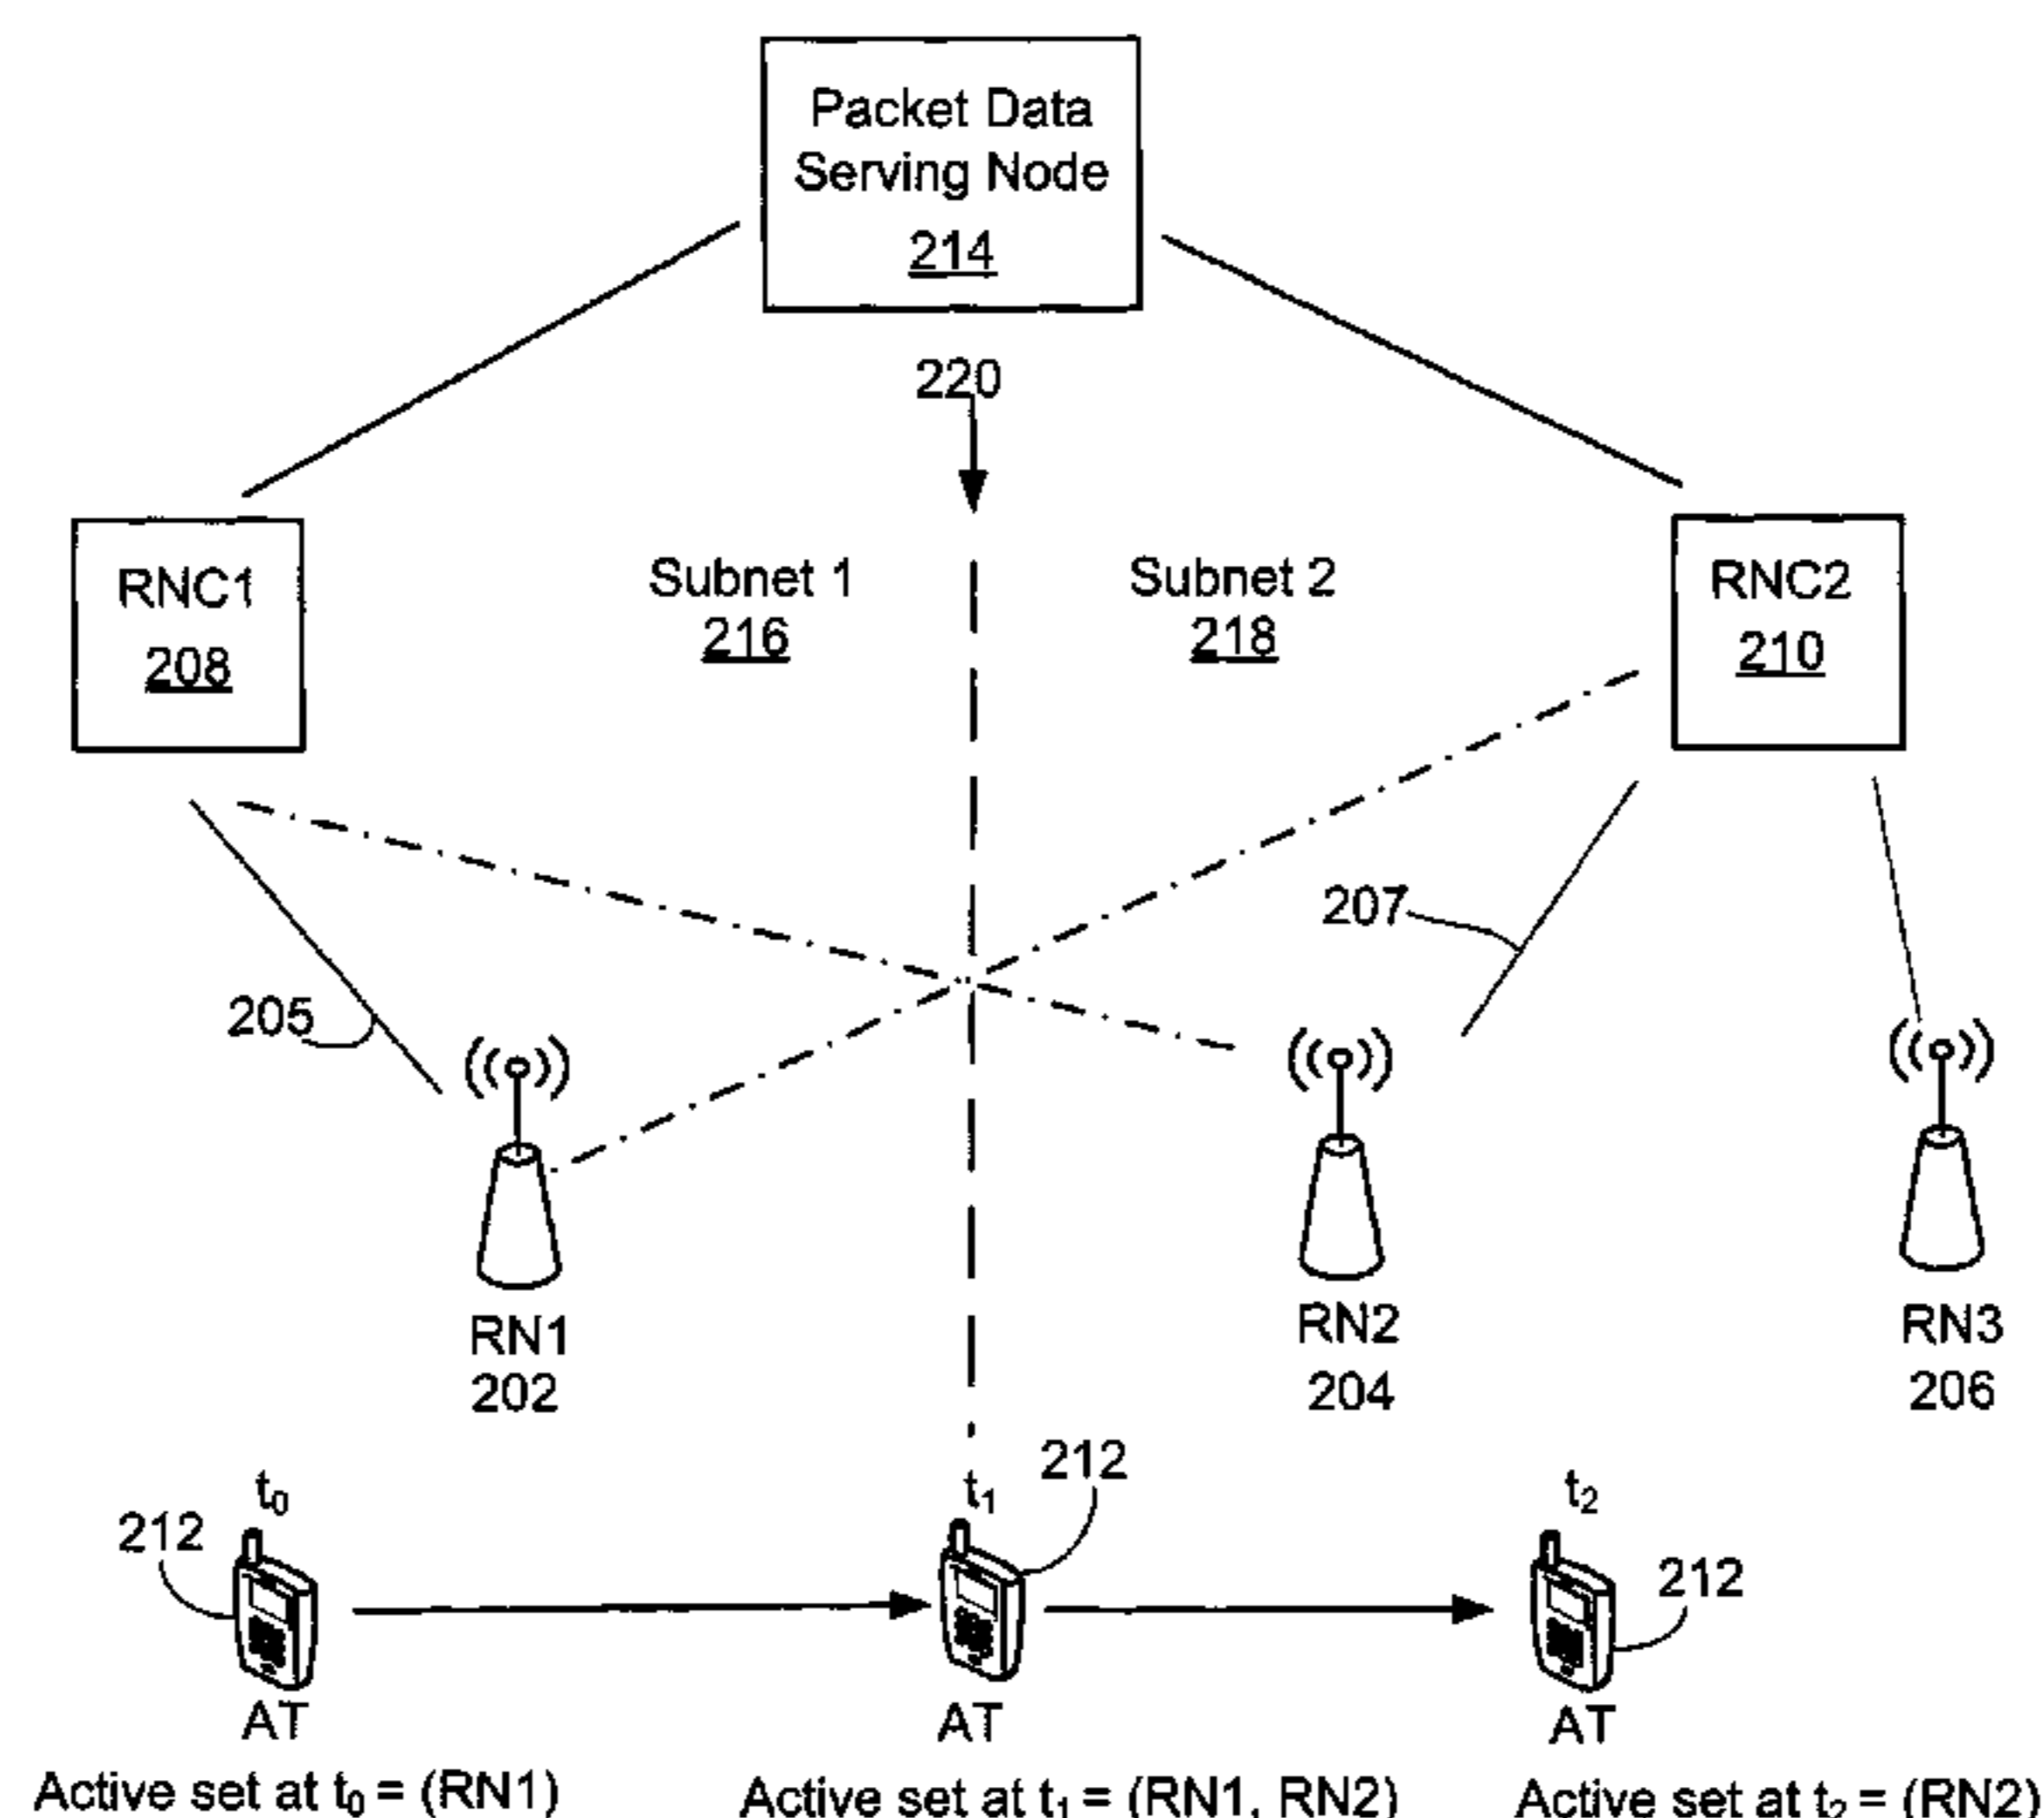 Packet Data
Serving Node
214
220
RNC1
208
Subnet 1
216
Subnet 2
218
RNC2
210
207
205
RN1
202
RN2
204
RN3
206
t₀
t₁
t₂
212
212
212
AT
AT
AT
Active set at t₀ = (RN1)
Active set at t₁ = (RN1, RN2)
Active set at t₂ = (RN2)